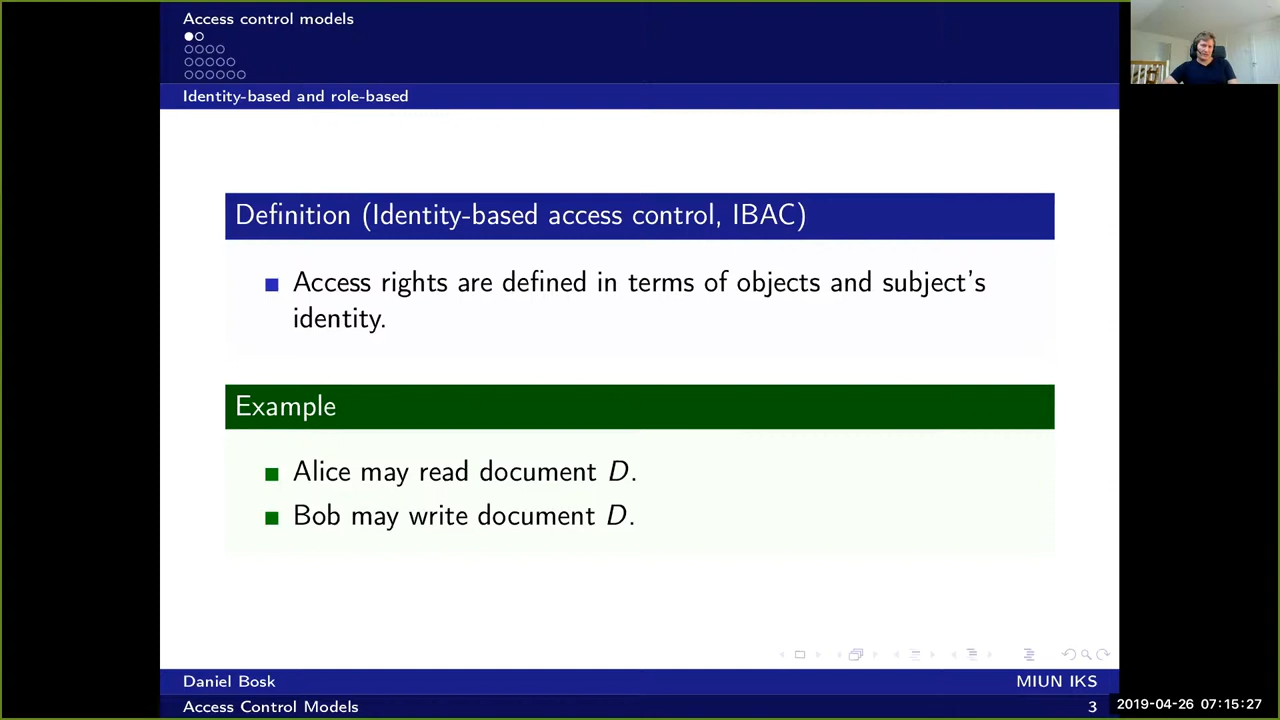 Access control models
Identity-based and role-based
Definition (Identity-based access control, IBAC)
Access rights are defined in terms of objects and subject's
identity.
Example
Alice may read document D.
Bob may write document D.
Daniel Bosk
MIUN IKS
Access Control Models
3
2019-04-26 07:15:27